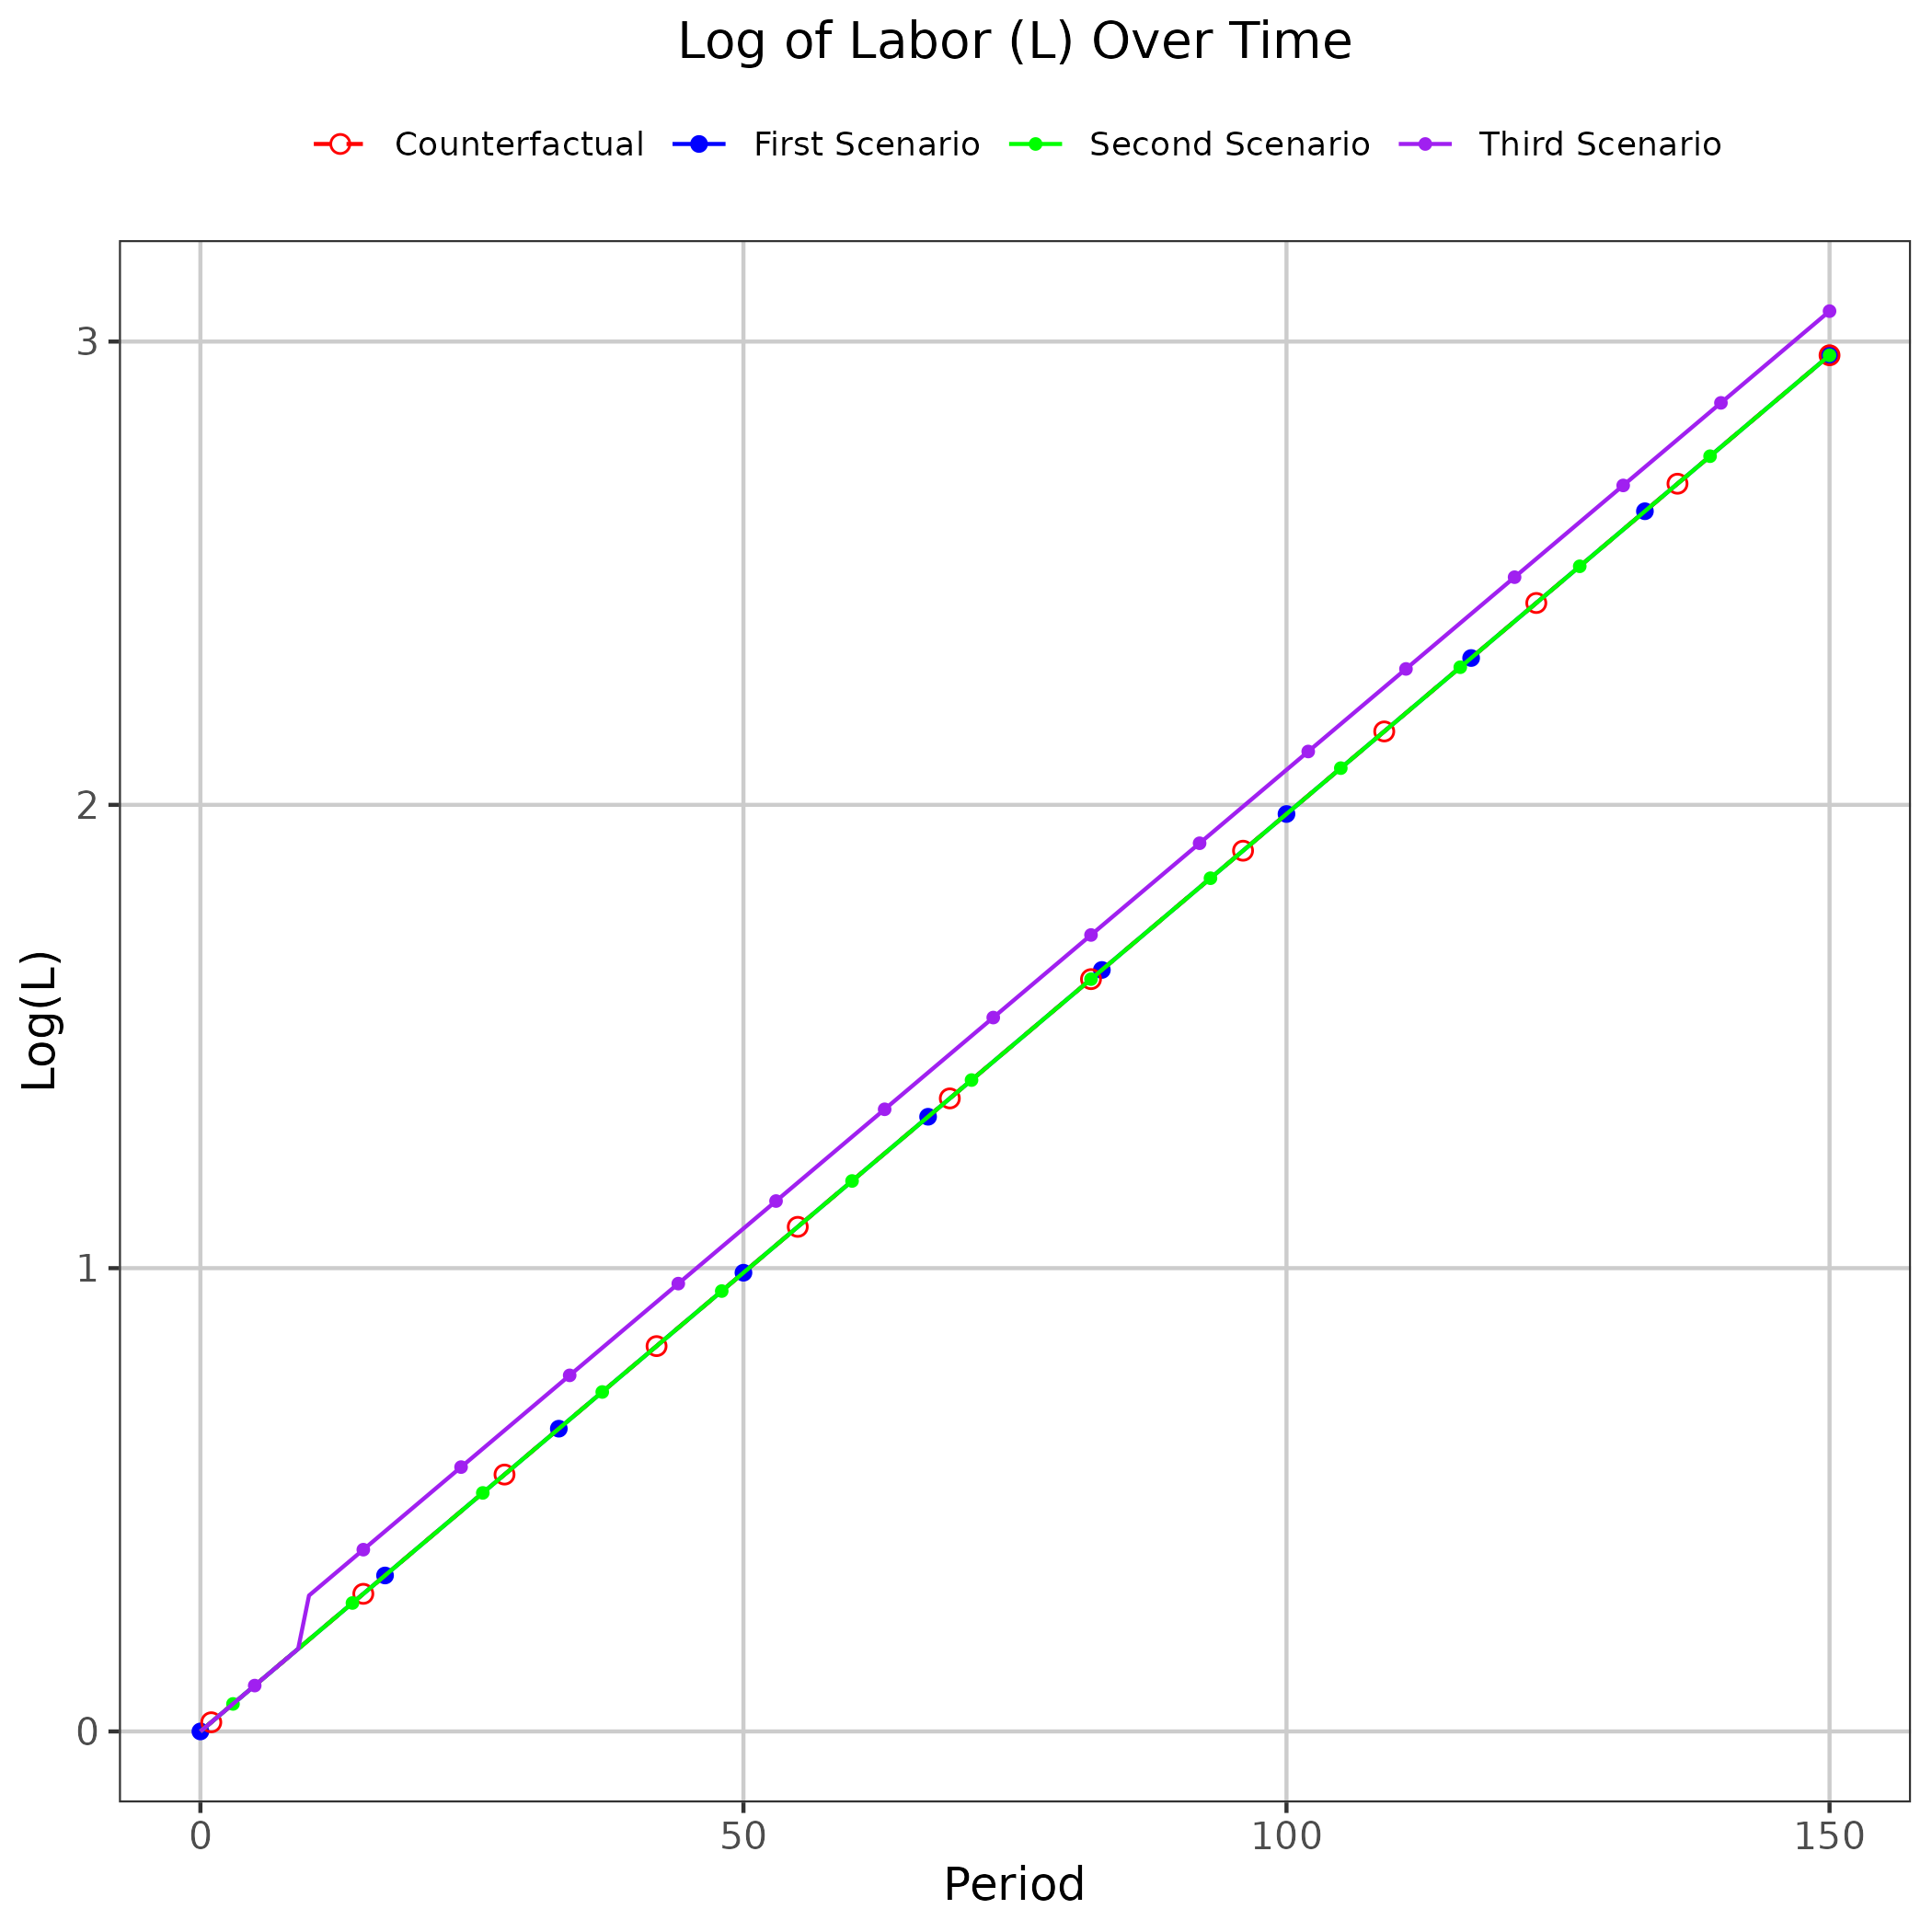 Log of Labor (L) Over Time
Counterfactual First Scenario Second Scenario Third Scenario
3
2
1
0
Log(L)
0 50 100 150
Period